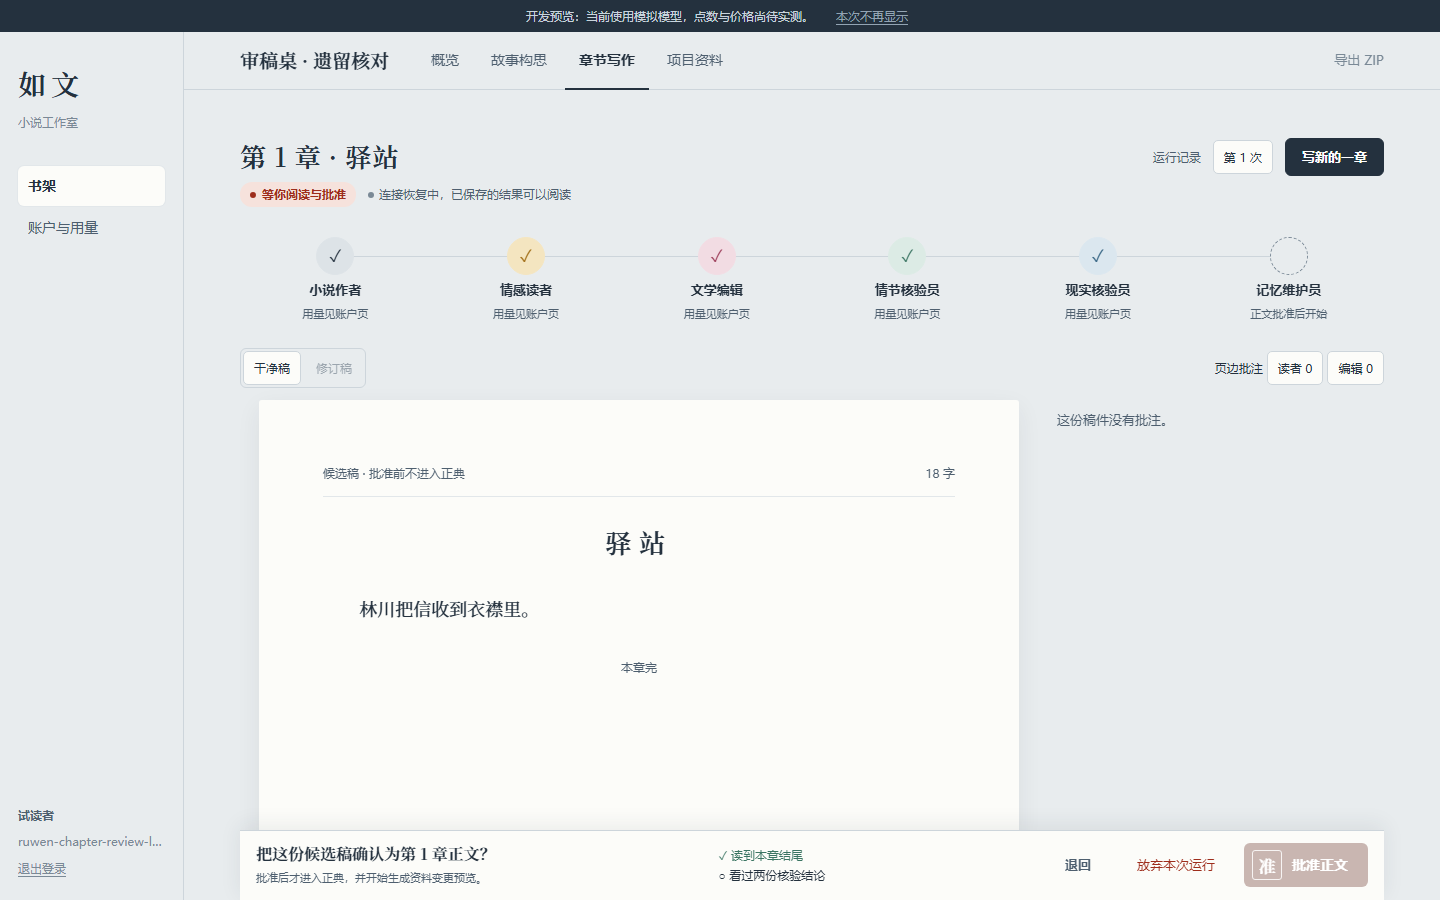 开发预览：当前使用模拟模型，点数与价格尚待实测。 本次不再显示
如文
小说工作室
书架
账户与用量
试读者
ruwen-chapter-review-l...
退出登录
审稿桌 · 遗留核对 概览 故事构思 章节写作 项目资料 导出 ZIP
第 1 章 · 驿站
运行记录 第 1 次 写新的一章
等你阅读与批准 连接恢复中，已保存的结果可以阅读
✓ ✓ ✓ ✓ ✓
小说作者 情感读者 文学编辑 情节核验员 现实核验员 记忆维护员
用量见账户页 用量见账户页 用量见账户页 用量见账户页 用量见账户页 正文批准后开始
干净稿 修订稿 页边批注 读者 0 编辑 0
这份稿件没有批注。
候选稿 · 批准前不进入正典 18 字
驿站
林川把信收到衣襟里。
本章完
把这份候选稿确认为第 1 章正文？
批准后才进入正典，并开始生成资料变更预览。
✓ 读到本章结尾
○ 看过两份核验结论
退回 放弃本次运行 准 批准正文